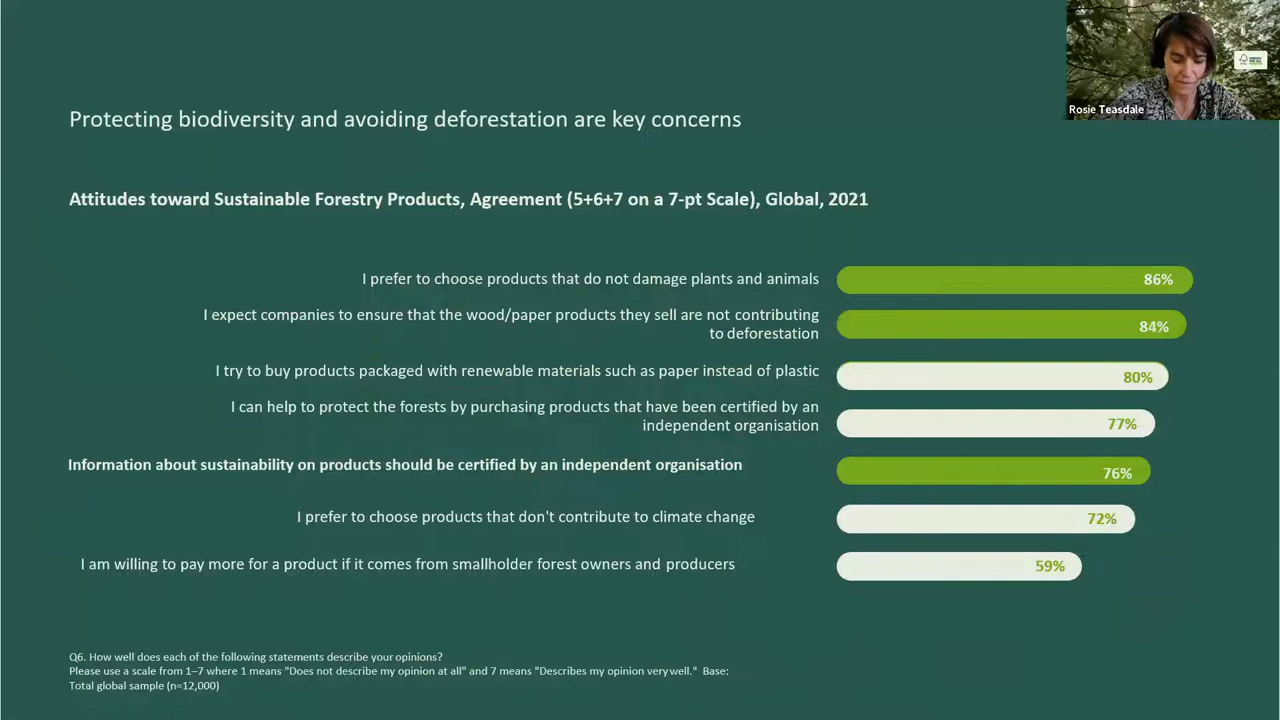 Rosie Teasdale
Protecting biodiversity and avoiding deforestation are key concerns
Attitudes toward Sustainable Forestry Products, Agreement (5+6+7 on a 7-pt Scale), Global, 2021
I prefer to choose products that do not damage plants and animals
86%
I expect companies to ensure that the wood/paper products they sell are not contributing
to deforestation
84%
I try to buy products packaged with renewable materials such as paper instead of plastic
80%
I can help to protect the forests by purchasing products that have been certified by an
independent organisation
77%
Information about sustainability on products should be certified by an independent organisation
76%
I prefer to choose products that don't contribute to climate change
72%
I am willing to pay more for a product if it comes from smallholder forest owners and producers
59%
Q6. How well does each of the following statements describe your opinions?
Please use a scale from 1–7 where 1 means "Does not describe my opinion at all" and 7 means "Describes my opinion very well." Base:
Total global sample (n=12,000)